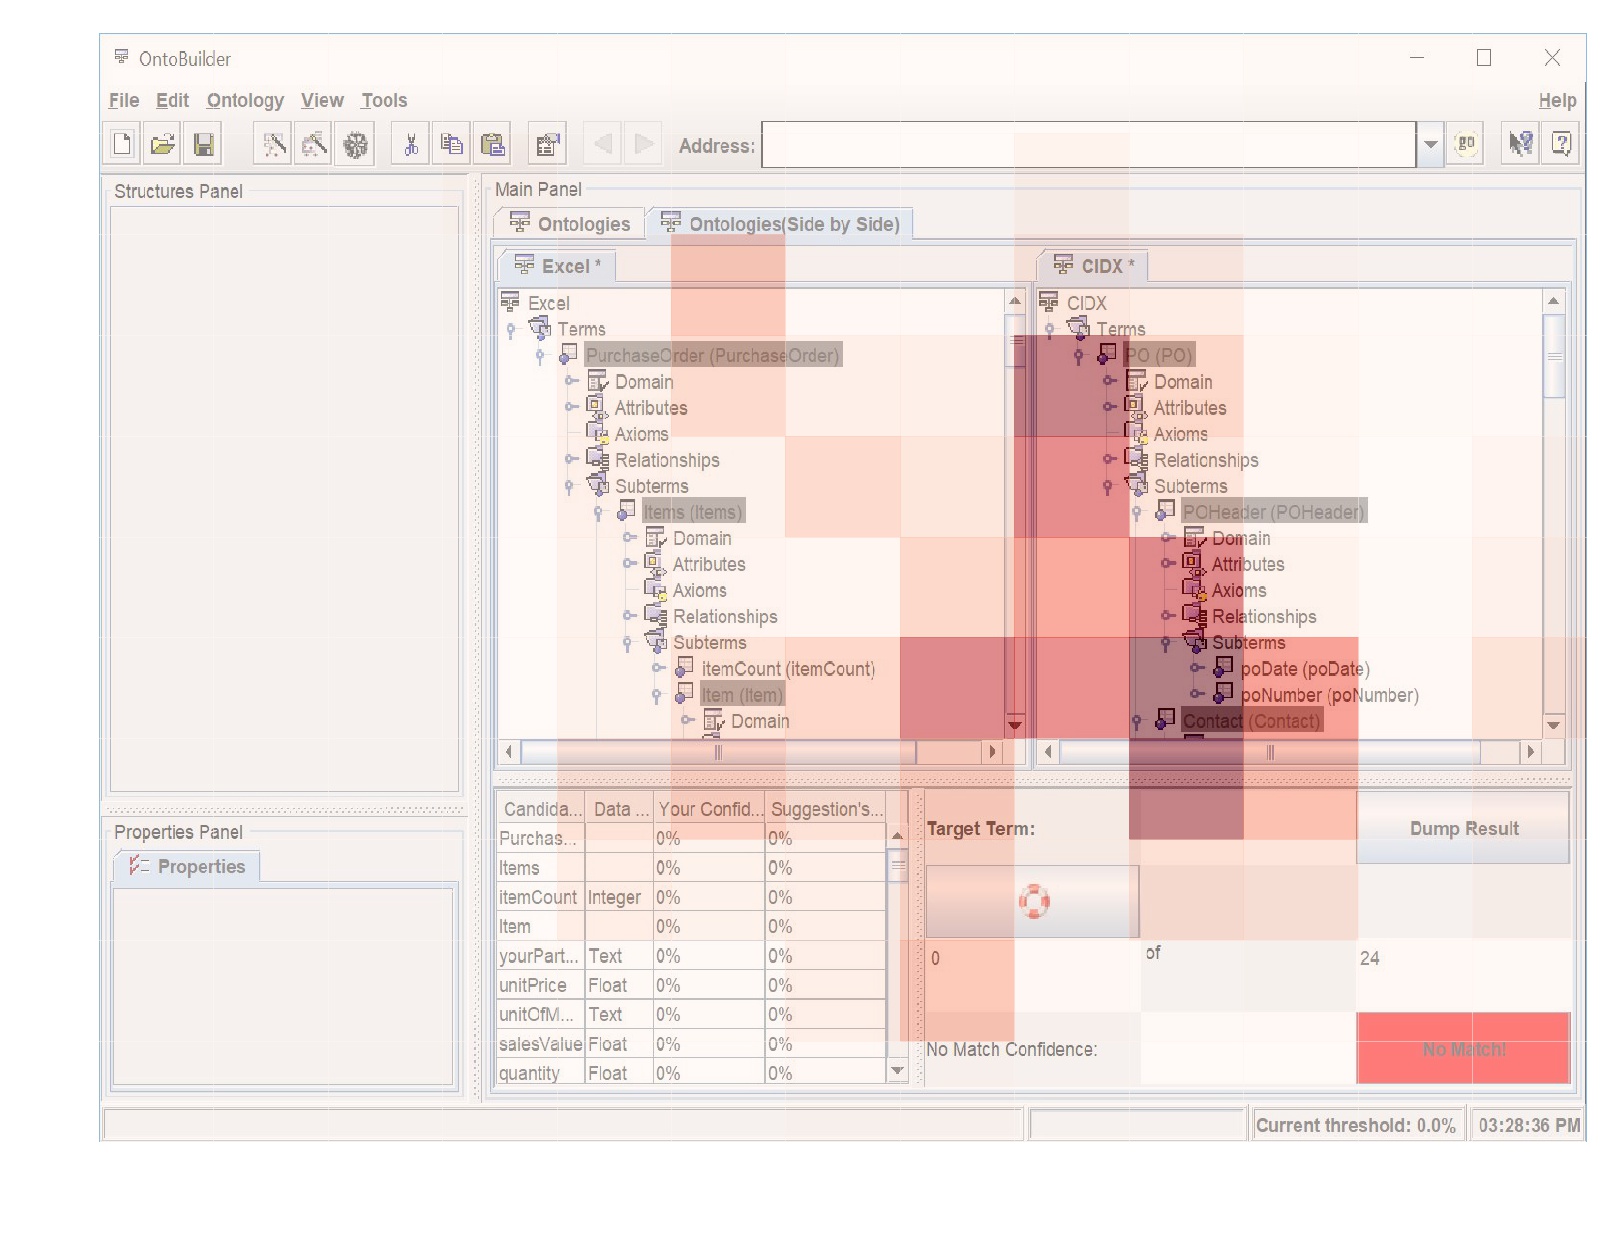 OntoBuilder
File Edit Ontology View Tools Help
Address: go
Structures Panel
Main Panel
Ontologies Ontologies(Side by Side)
Excel * CIDX *
Excel
Terms
PurchaseOrder (PurchaseOrder)
Domain
Attributes
Axioms
Relationships
Subterms
Items (Items)
Domain
Attributes
Axioms
Relationships
Subterms
itemCount (itemCount)
Item (Item)
Domain
CIDX
Terms
PO (PO)
Domain
Attributes
Axioms
Relationships
Subterms
POHeader (POHeader)
Domain
Attributes
Axioms
Relationships
Subterms
poDate (poDate)
poNumber (poNumber)
Contact (Contact)
Properties Panel
Properties
Candida... Data ... Your Confid... Suggestion's...
Purchas... 0% 0%
Items 0% 0%
itemCount Integer 0% 0%
Item 0% 0%
yourPart... Text 0% 0%
unitPrice Float 0% 0%
unitOfM... Text 0% 0%
salesValue Float 0% 0%
quantity Float 0% 0%
Target Term: Dump Result
0 of 24
No Match Confidence: No Match!
Current threshold: 0.0% 03:28:36 PM